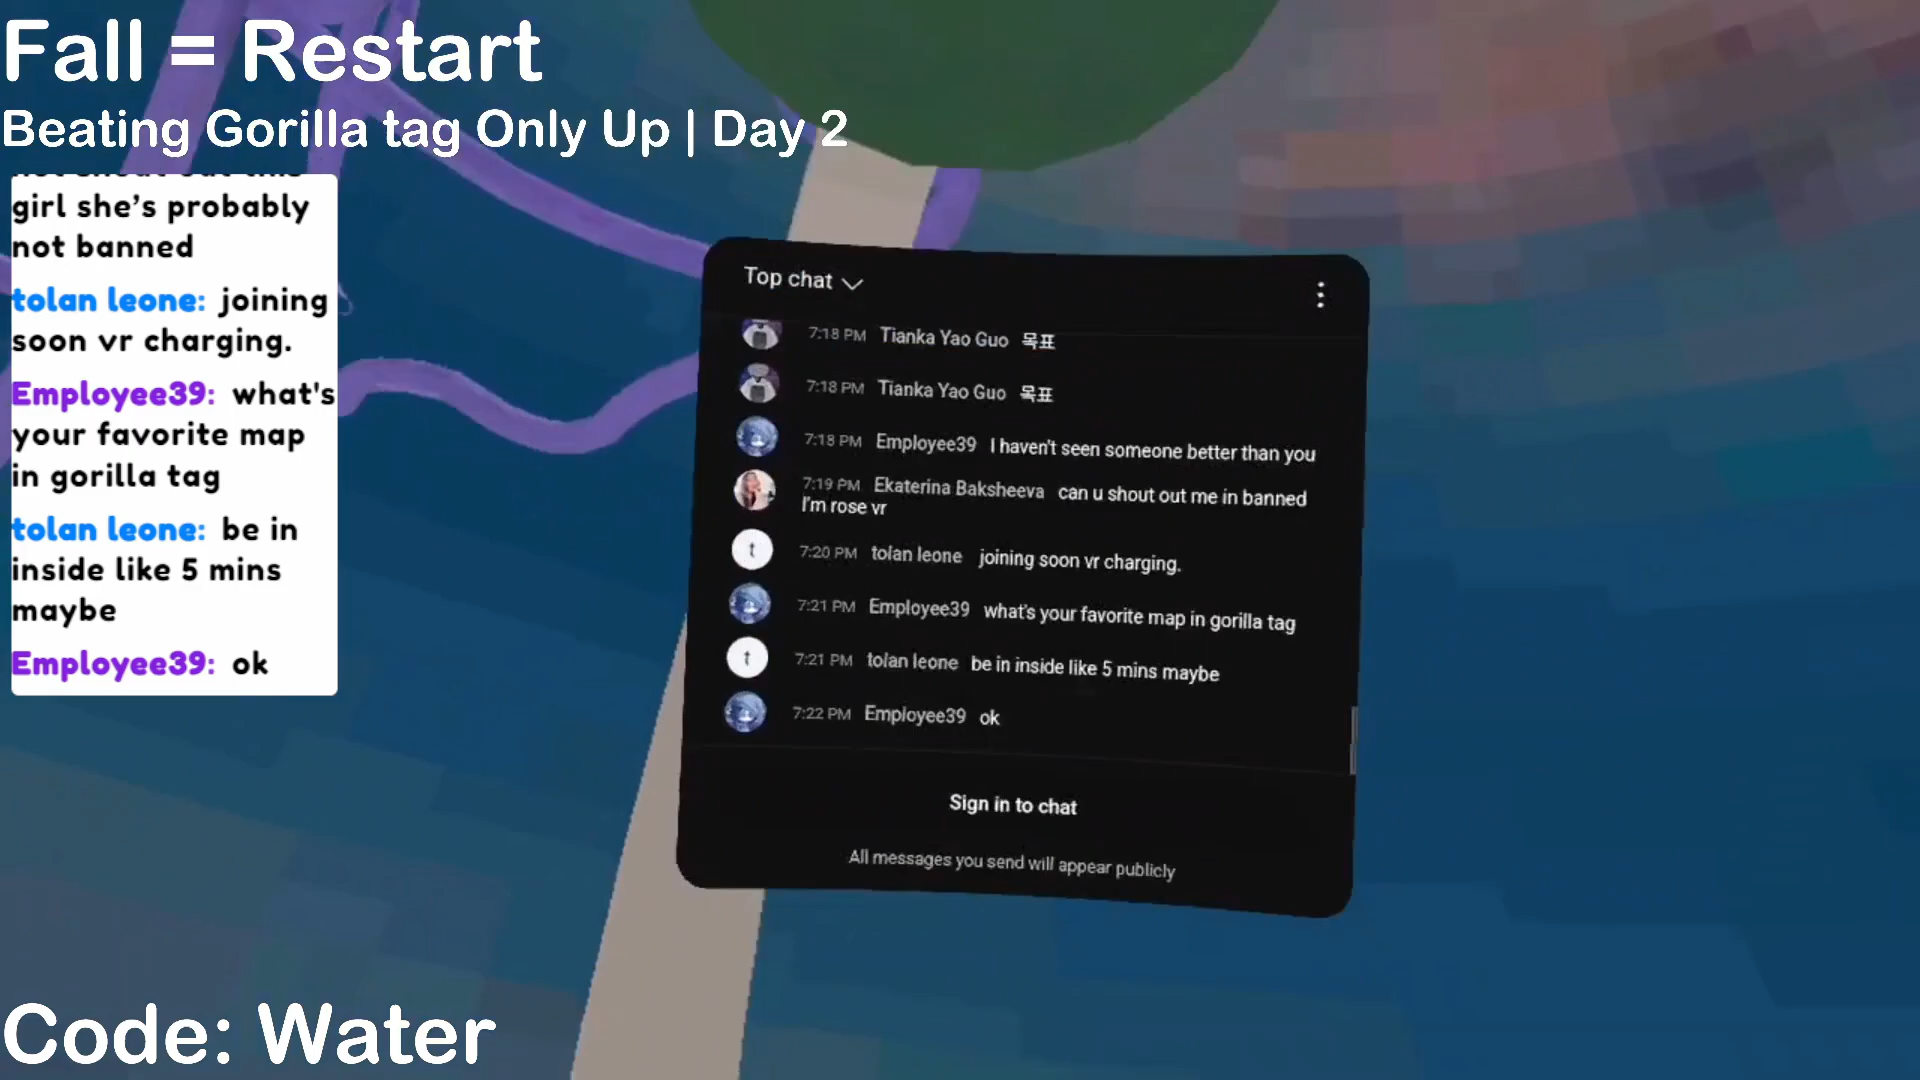 Fall = Restart
Beating Gorilla tag Only Up | Day 2
girl she's probably
not banned
tolan leone: joining
soon vr charging.
Employee39: what's
your favorite map
in gorilla tag
tolan leone: be in
inside like 5 mins
maybe
Employee39: ok
Top chat
7:18 PM Tianka Yao Guo 목표
7:18 PM Tianka Yao Guo 목표
7:18 PM Employee39 I haven't seen someone better than you
7:19 PM Ekaterina Baksheeva can u shout out me in banned
I'm rose vr
t 7:20 PM tolan leone joining soon vr charging.
7:21 PM Employee39 what's your favorite map in gorilla tag
t 7:21 PM tolan leone be in inside like 5 mins maybe
7:22 PM Employee39 ok
Sign in to chat
All messages you send will appear publicly
Code: Water